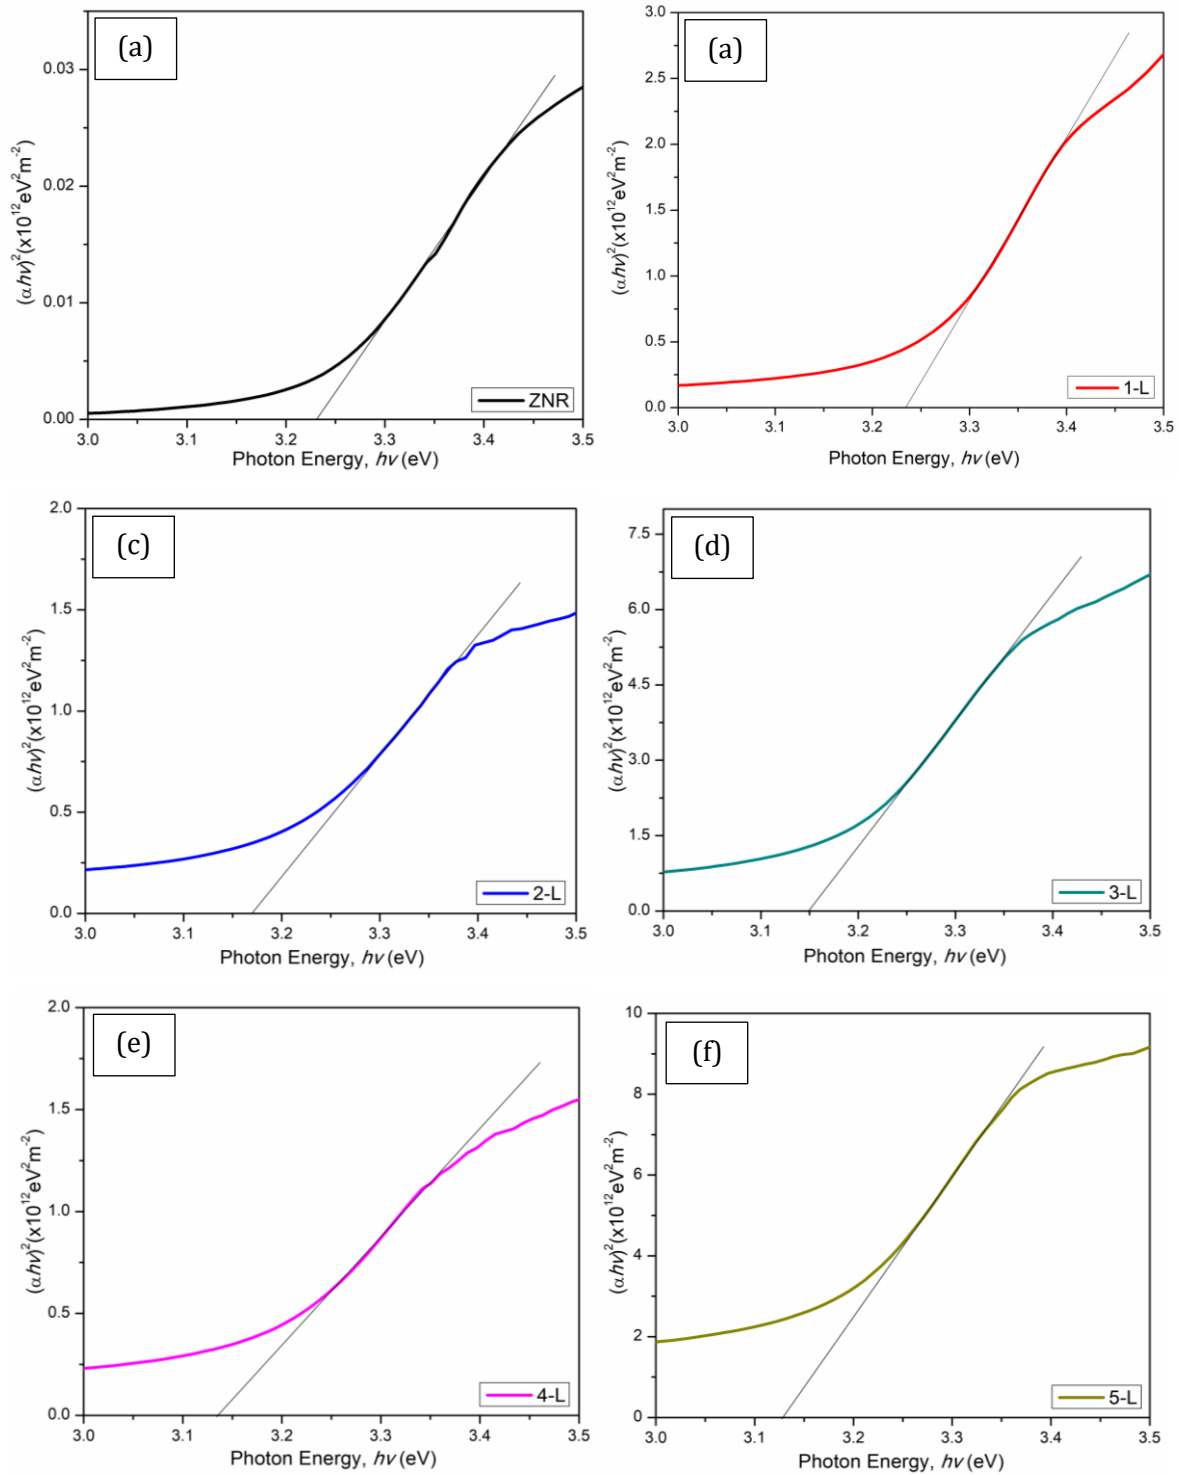 (a)
0.03
0.02
0.01
0.00
(αhν)²(x10¹²eV²m⁻²)
ZNR
3.0 3.1 3.2 3.3 3.4 3.5
Photon Energy, hν (eV)
(a)
3.0
2.5
2.0
1.5
1.0
0.5
0.0
(αhν)²(x10¹²eV²m⁻²)
1-L
3.0 3.1 3.2 3.3 3.4 3.5
Photon Energy, hν (eV)
(c)
2.0
1.5
1.0
0.5
0.0
(αhν)²(x10¹²eV²m⁻²)
2-L
3.0 3.1 3.2 3.3 3.4 3.5
Photon Energy, hν (eV)
(d)
7.5
6.0
4.5
3.0
1.5
0.0
(αhν)²(x10¹²eV²m⁻²)
3-L
3.0 3.1 3.2 3.3 3.4 3.5
Photon Energy, hν (eV)
(e)
2.0
1.5
1.0
0.5
0.0
(αhν)²(x10¹²eV²m⁻²)
4-L
3.0 3.1 3.2 3.3 3.4 3.5
Photon Energy, hν (eV)
(f)
10
8
6
4
2
0
(αhν)²(x10¹²eV²m⁻²)
5-L
3.0 3.1 3.2 3.3 3.4 3.5
Photon Energy, hν (eV)